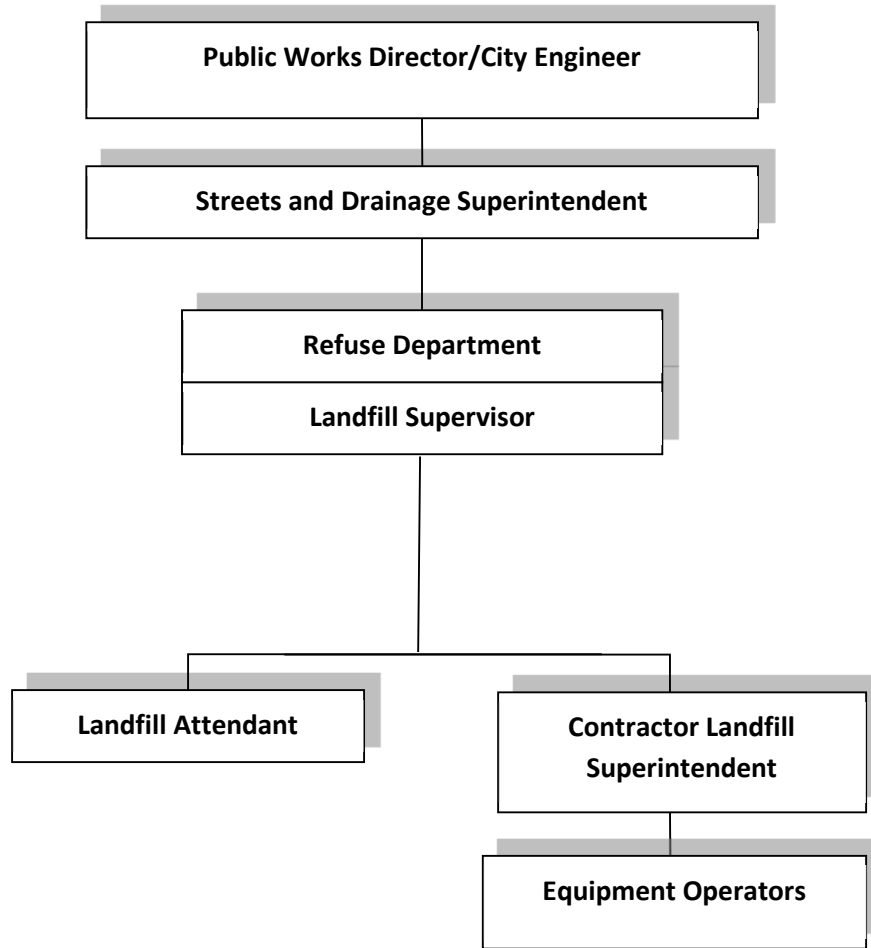 Public Works Director/City Engineer
Streets and Drainage Superintendent
Refuse Department
Landfill Supervisor
Landfill Attendant
Contractor Landfill
Superintendent
Equipment Operators